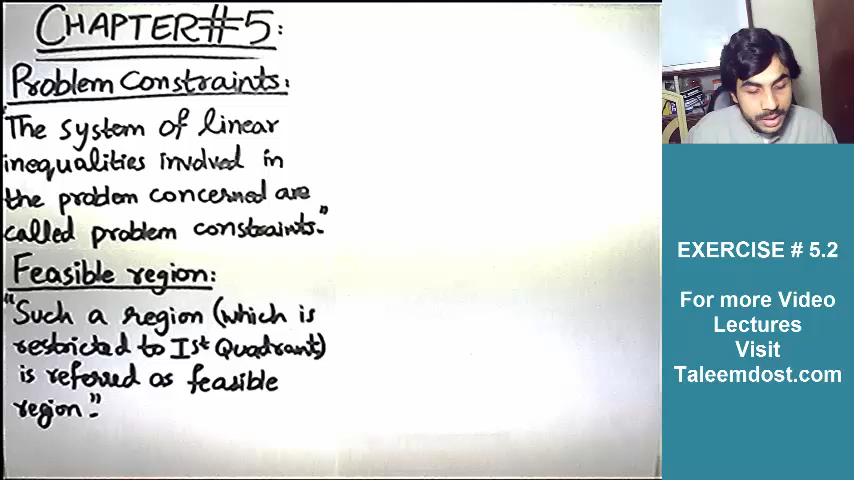 CHAPTER#5:
Problem Constraints:
"The system of linear
inequalities involved in
the problem concerned are
called problem constraints."
Feasible region:
"Such a region (which is
restricted to Ist Quadrant)
is referred as feasible
region."
EXERCISE # 5.2
For more Video
Lectures
Visit
Taleemdost.com